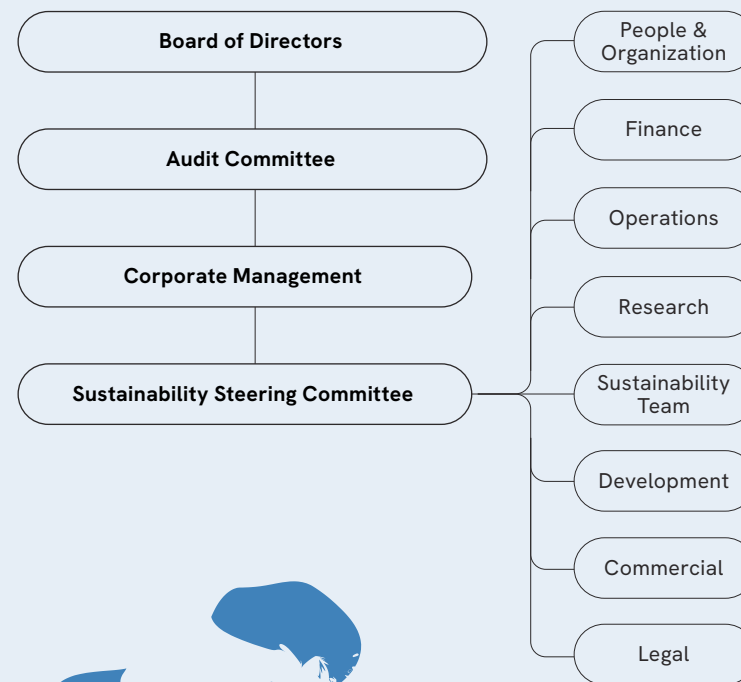 Board of Directors
Audit Committee
Corporate Management
Sustainability Steering Committee
People &
Organization
Finance
Operations
Research
Sustainability
Team
Development
Commercial
Legal